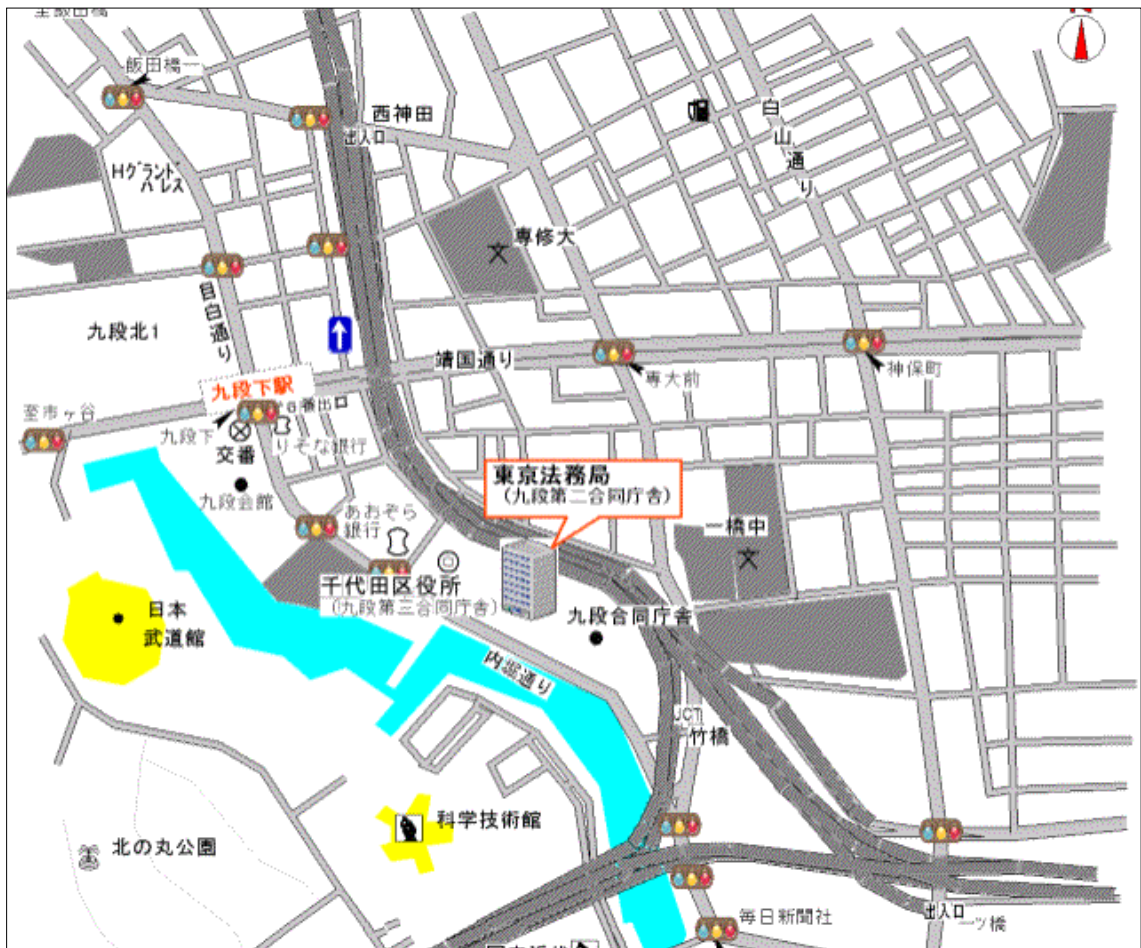 至飯田橋
N
飯田橋一
西神田
出入口
Hグランド
パレス
白山通り
専修大
目白通り
九段北1
靖国通り
専大前
神保町
九段下駅
至市ヶ谷
6番出口
九段下
交番
りそな銀行
九段会館
東京法務局
(九段第二合同庁舎)
あおぞら
銀行
一橋中
千代田区役所
(九段第三合同庁舎)
九段合同庁舎
日本
武道館
内堀通り
JCT
竹橋
科学技術館
北の丸公園
毎日新聞社
出入口
一ツ橋